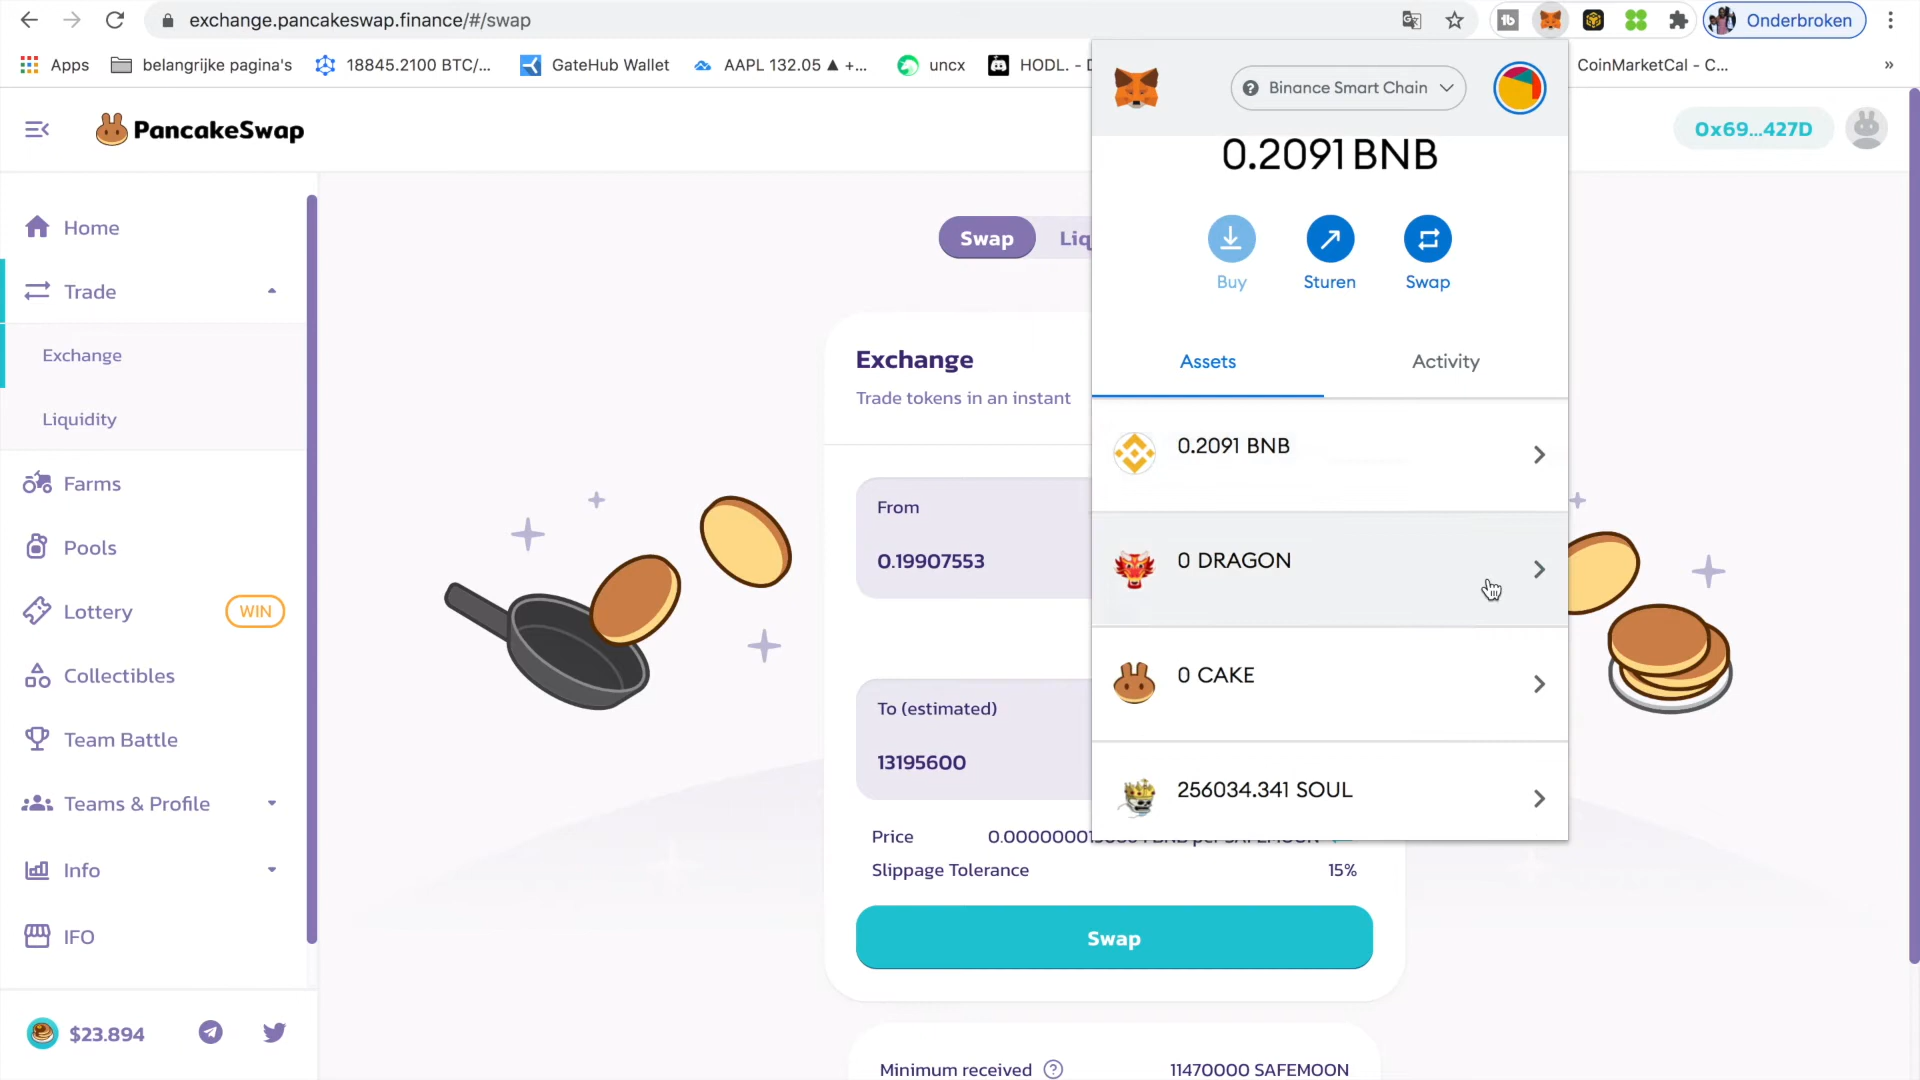 exchange.pancakeswap.finance/#/swap
Onderbroken
Apps
belangrijke pagina's
18845.2100 BTC/...
GateHub Wallet
AAPL 132.05 ▲ +...
uncx
HODL. - D
CoinMarketCal - C...
»
PancakeSwap
Binance Smart Chain
0x69...427D
0.2091 BNB
Home
Trade
Exchange
Liquidity
Farms
Pools
Lottery
WIN
Collectibles
Team Battle
Teams & Profile
Info
IFO
$23.894
Swap
Liq
Buy
Sturen
Swap
Assets
Activity
0.2091 BNB
0 DRAGON
0 CAKE
256034.341 SOUL
Exchange
Trade tokens in an instant
From
0.19907553
To (estimated)
13195600
Price
Slippage Tolerance
15%
Swap
Minimum received
11470000 SAFEMOON